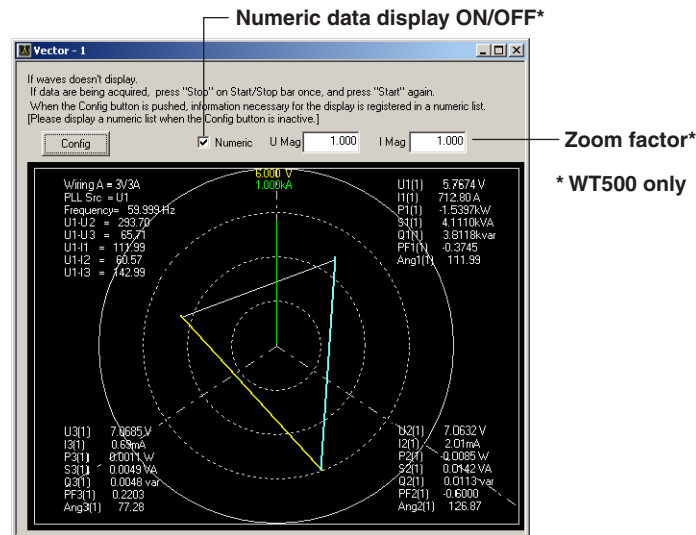 Numeric data display ON/OFF*
Vector - 1
If waves doesn't display.
If data are being acquired, press "Stop" on Start/Stop bar once, and press "Start" again.
When the Config button is pushed, information necessary for the display is registered in a numeric list.
[Please display a numeric list when the Config button is inactive.]
Config Numeric U Mag 1.000 I Mag 1.000
Zoom factor*
* WT500 only
6.000 V
1.000kA
Wiring A = 3V3A
PLL Src = U1
Frequency= 59.999 Hz
U1-U2 = 293.70
U1-U3 = 65.71
U1-I1 = 111.99
U1-I2 = 60.57
U1-I3 = 142.99
U1(1) 5.7674 V
I1(1) 712.80 A
P1(1) -1.5397kW
S1(1) 4.1110kVA
Q1(1) 3.8118kvar
PF1(1) -0.3745
Ang1(1) 111.99
U3(1) 7.0685 V
I3(1) 0.69mA
P3(1) 0.0011 W
S3(1) 0.0049 VA
Q3(1) 0.0048 var
PF3(1) 0.2203
Ang3(1) 77.28
U2(1) 7.0632 V
I2(1) 2.01mA
P2(1) -0.0085 W
S2(1) 0.0142 VA
Q2(1) 0.0113 var
PF2(1) -0.6000
Ang2(1) 126.87